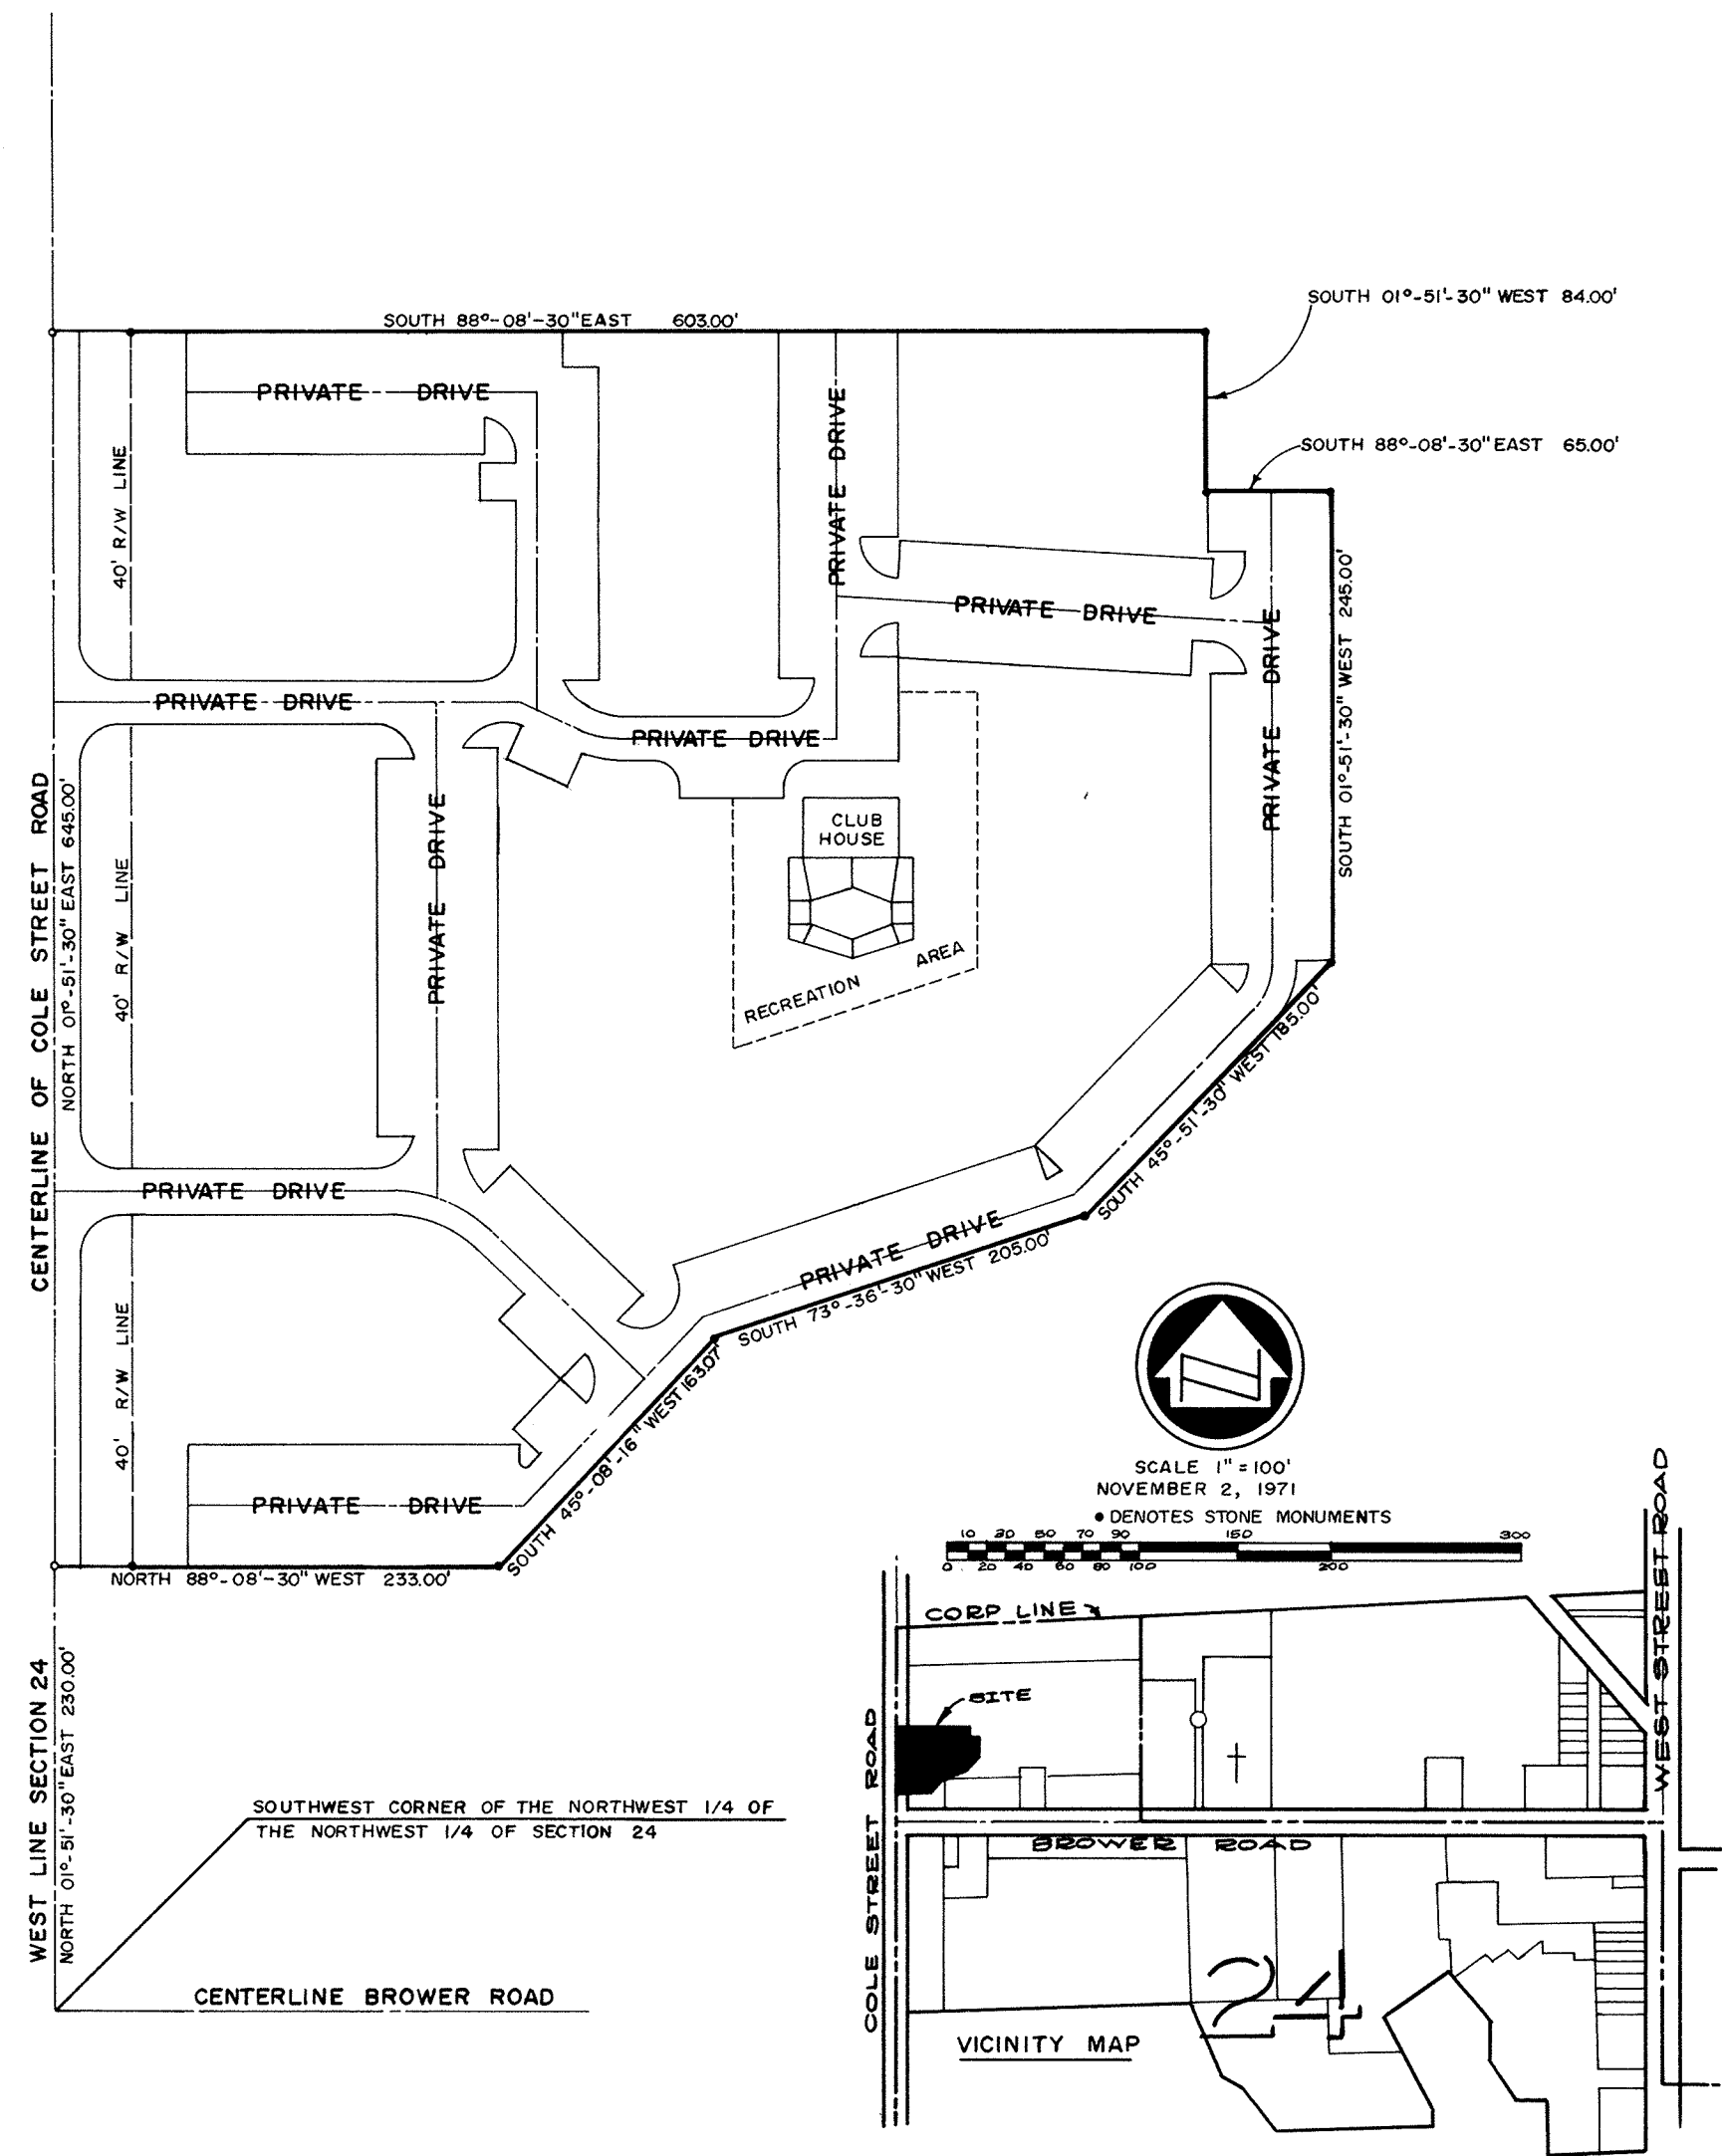 SOUTH 01°-51'-30" WEST 84.00'
SOUTH 88°-08'-30" EAST 603.00'
SOUTH 88°-08'-30" EAST 65.00'
PRIVATE DRIVE
PRIVATE DRIVE
40' R/W LINE
PRIVATE DRIVE
SOUTH 01°-51'-30" WEST 245.00'
PRIVATE DRIVE
PRIVATE DRIVE
PRIVATE DRIVE
CENTERLINE OF COLE STREET ROAD
NORTH 01°-51'-30" EAST 645.00'
40' R/W LINE
PRIVATE DRIVE
CLUB
HOUSE
RECREATION AREA
SOUTH 45°-51'-30" WEST 185.00'
PRIVATE DRIVE
PRIVATE DRIVE
SOUTH 73°-36'-30" WEST 205.00'
40' R/W LINE
SOUTH 45°-08'-16" WEST 163.07'
PRIVATE DRIVE
NORTH 88°-08'-30" WEST 233.00'
N
SCALE 1" = 100'
NOVEMBER 2, 1971
• DENOTES STONE MONUMENTS
10 30 50 70 90 150 300
0 20 40 60 80 100 200
WEST LINE SECTION 24
NORTH 01°-51'-30" EAST 230.00'
SOUTHWEST CORNER OF THE NORTHWEST 1/4 OF
THE NORTHWEST 1/4 OF SECTION 24
CENTERLINE BROWER ROAD
CORP LINE
SITE
COLE STREET ROAD
WEST STREET ROAD
BROWER ROAD
24
VICINITY MAP